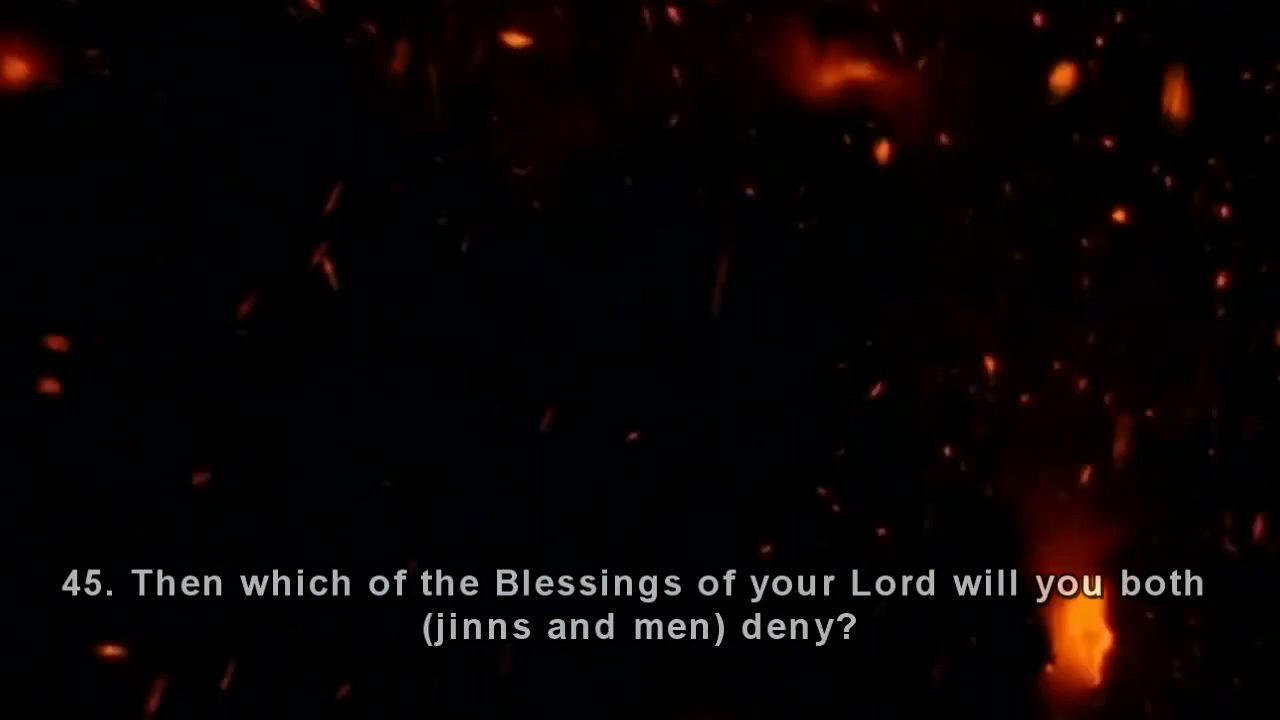 45. Then which of the Blessings of your Lord will you both
(jinns and men) deny?